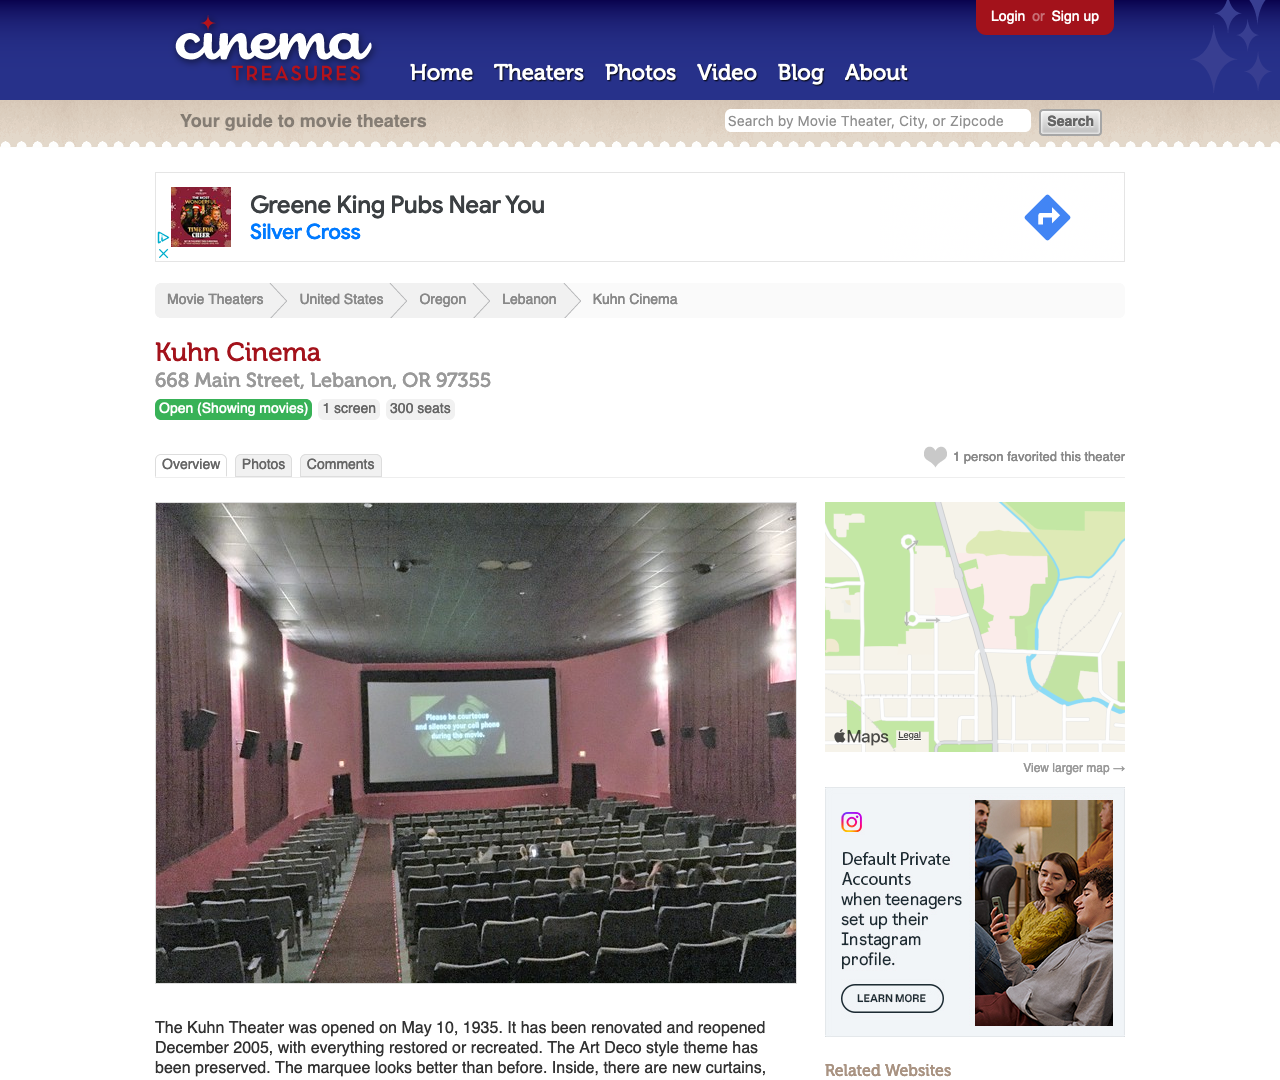 Login or Sign up
cinema
TREASURES
Home Theaters Photos Video Blog About
Your guide to movie theaters
Search by Movie Theater, City, or Zipcode
Search
THE MOST
WONDERFUL
TIME FOR
CHEER
Greene King Pubs Near You
Silver Cross
Movie Theaters United States Oregon Lebanon Kuhn Cinema
Kuhn Cinema
668 Main Street, Lebanon, OR 97355
Open (Showing movies) 1 screen 300 seats
Overview Photos Comments
1 person favorited this theater
Please be courteous
and silence your cell phone
during the movie.
Maps Legal
View larger map →
Default Private
Accounts
when teenagers
set up their
Instagram
profile.
LEARN MORE
The Kuhn Theater was opened on May 10, 1935. It has been renovated and reopened
December 2005, with everything restored or recreated. The Art Deco style theme has
been preserved. The marquee looks better than before. Inside, there are new curtains,
Related Websites